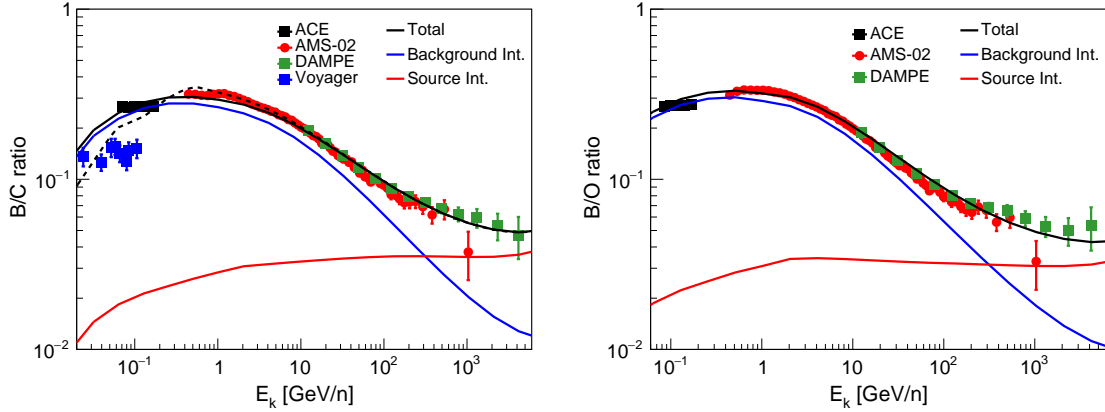 B/C ratio
1
10⁻¹
10⁻²
ACE
AMS-02
DAMPE
Voyager
Total
Background Int.
Source Int.
10⁻¹ 1 10 10² 10³
Eₖ [GeV/n]
B/O ratio
1
10⁻¹
10⁻²
ACE
AMS-02
DAMPE
Total
Background Int.
Source Int.
10⁻¹ 1 10 10² 10³
Eₖ [GeV/n]